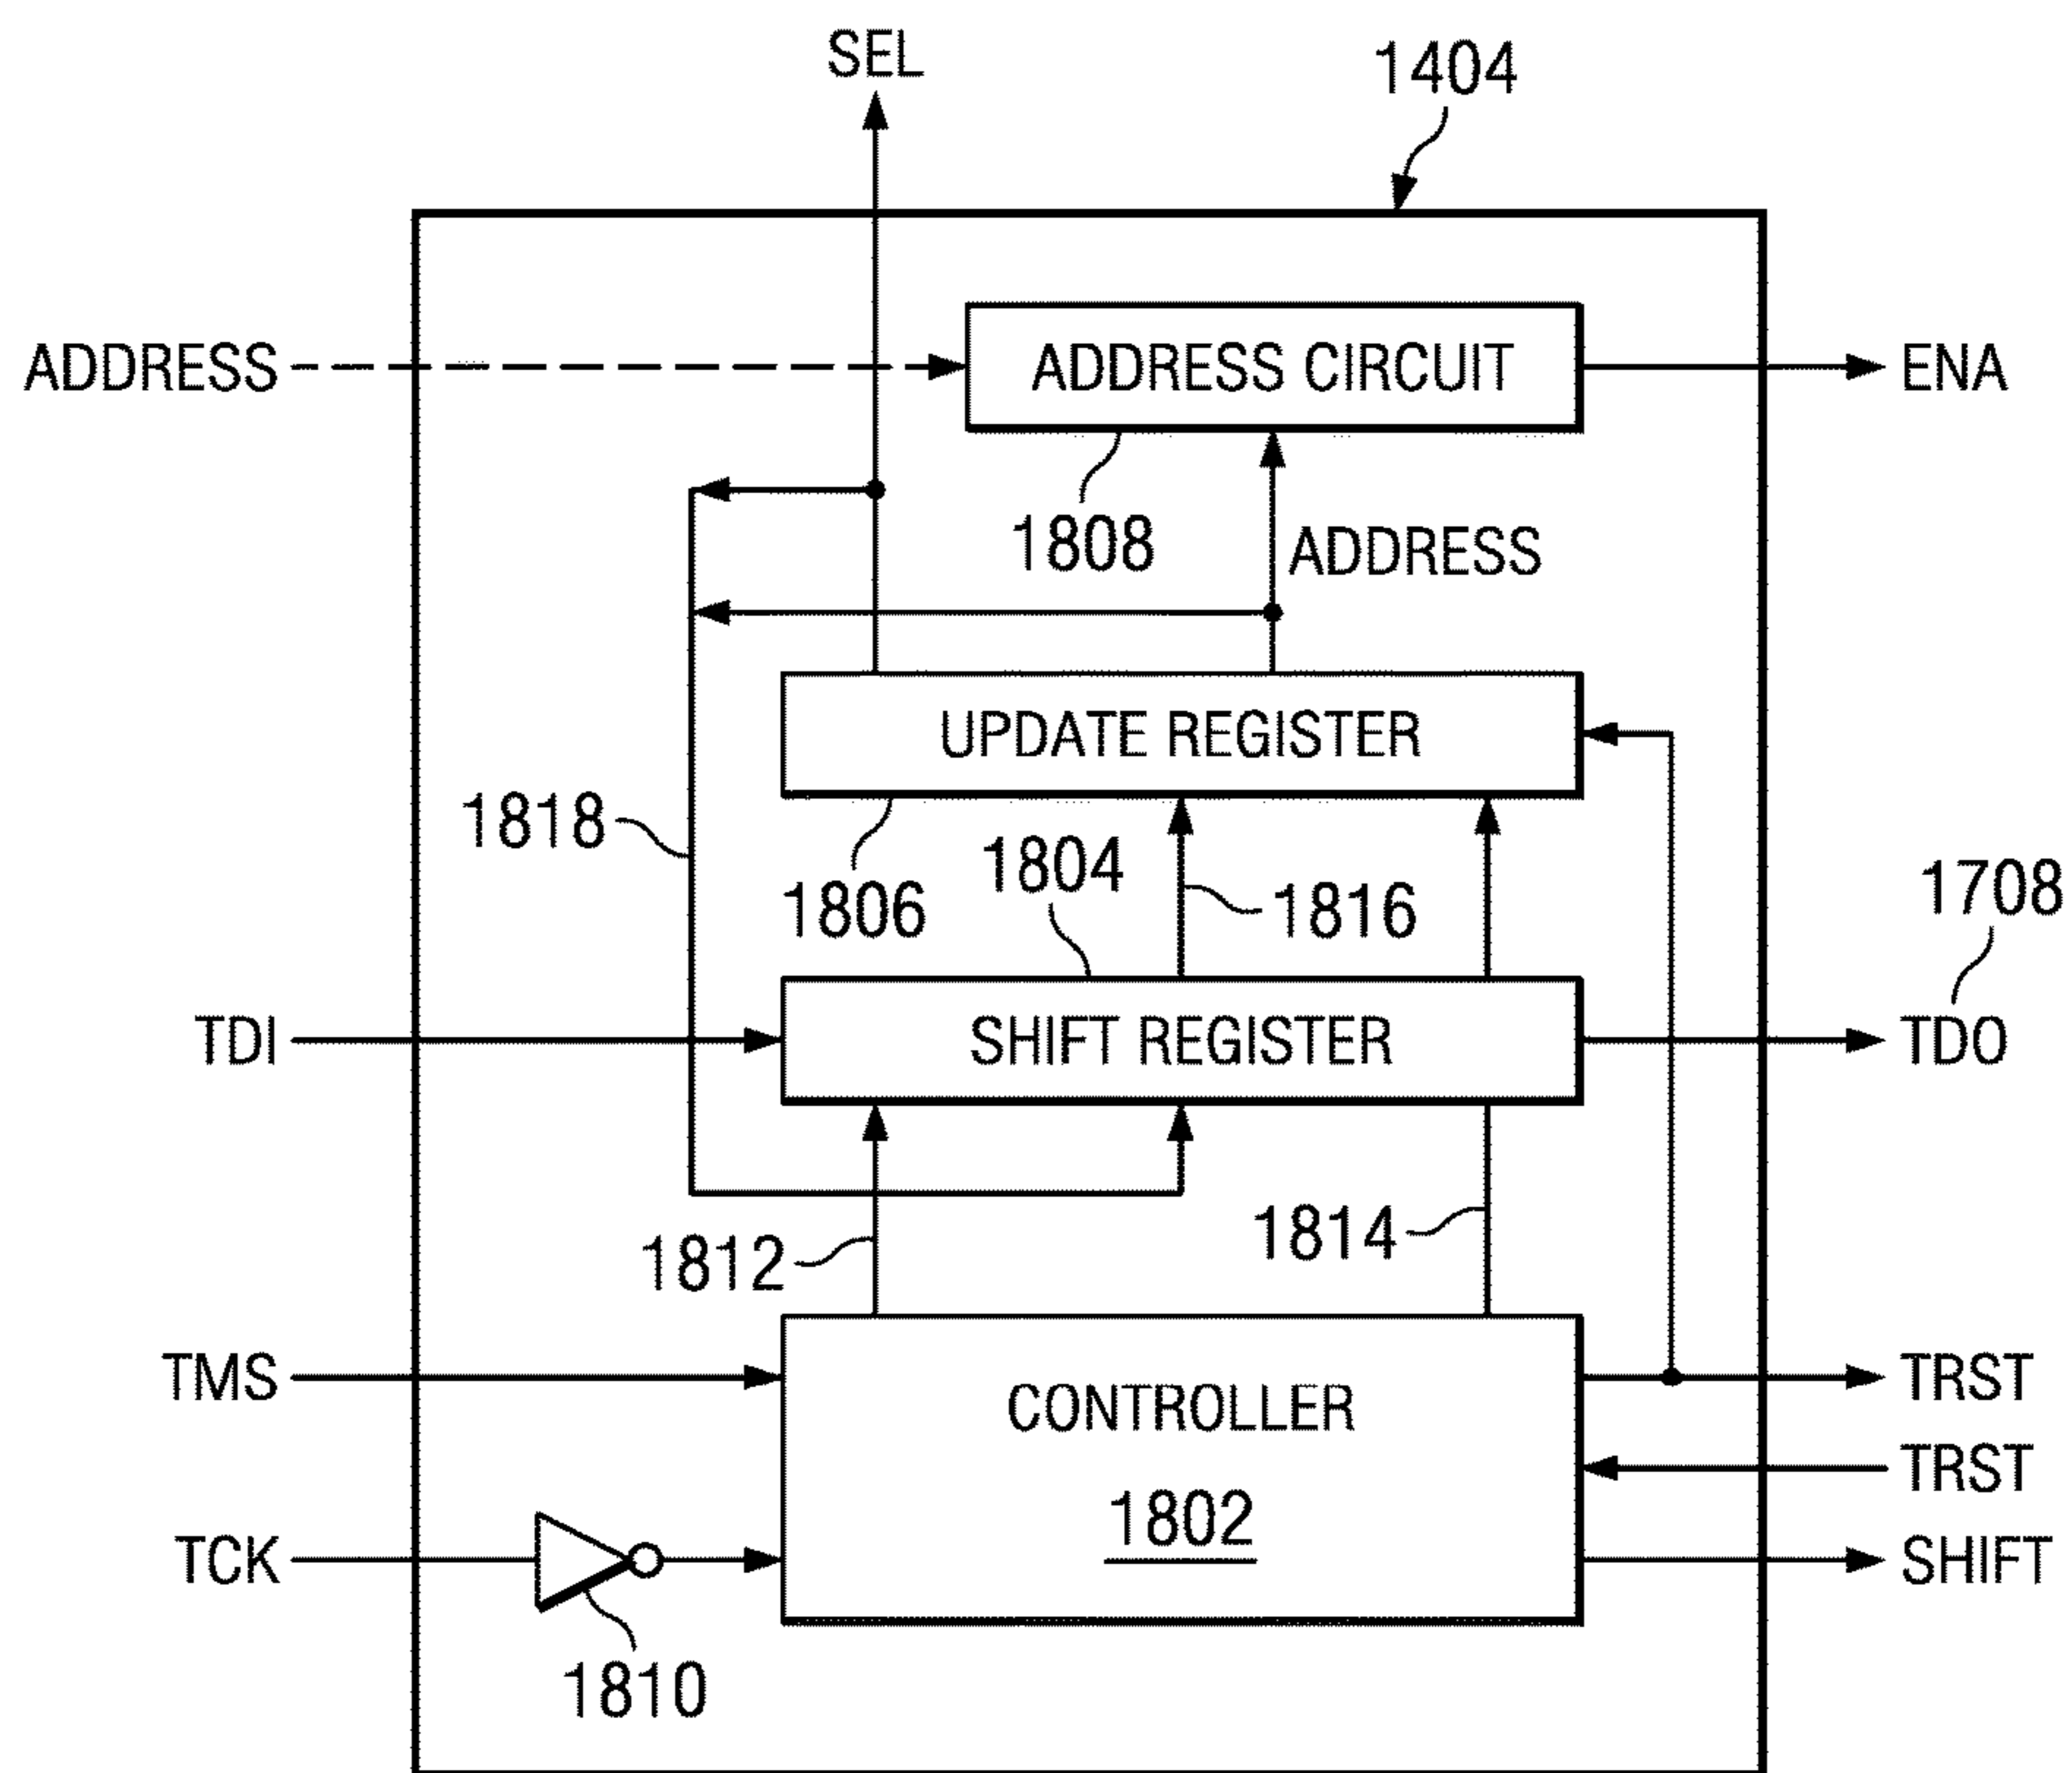 SEL
1404
ADDRESS
ADDRESS CIRCUIT
ENA
1808
ADDRESS
UPDATE REGISTER
1818
1806
1804
1816
1708
TDI
SHIFT REGISTER
TDO
1812
1814
TMS
CONTROLLER
TRST
TRST
1802
TCK
SHIFT
1810